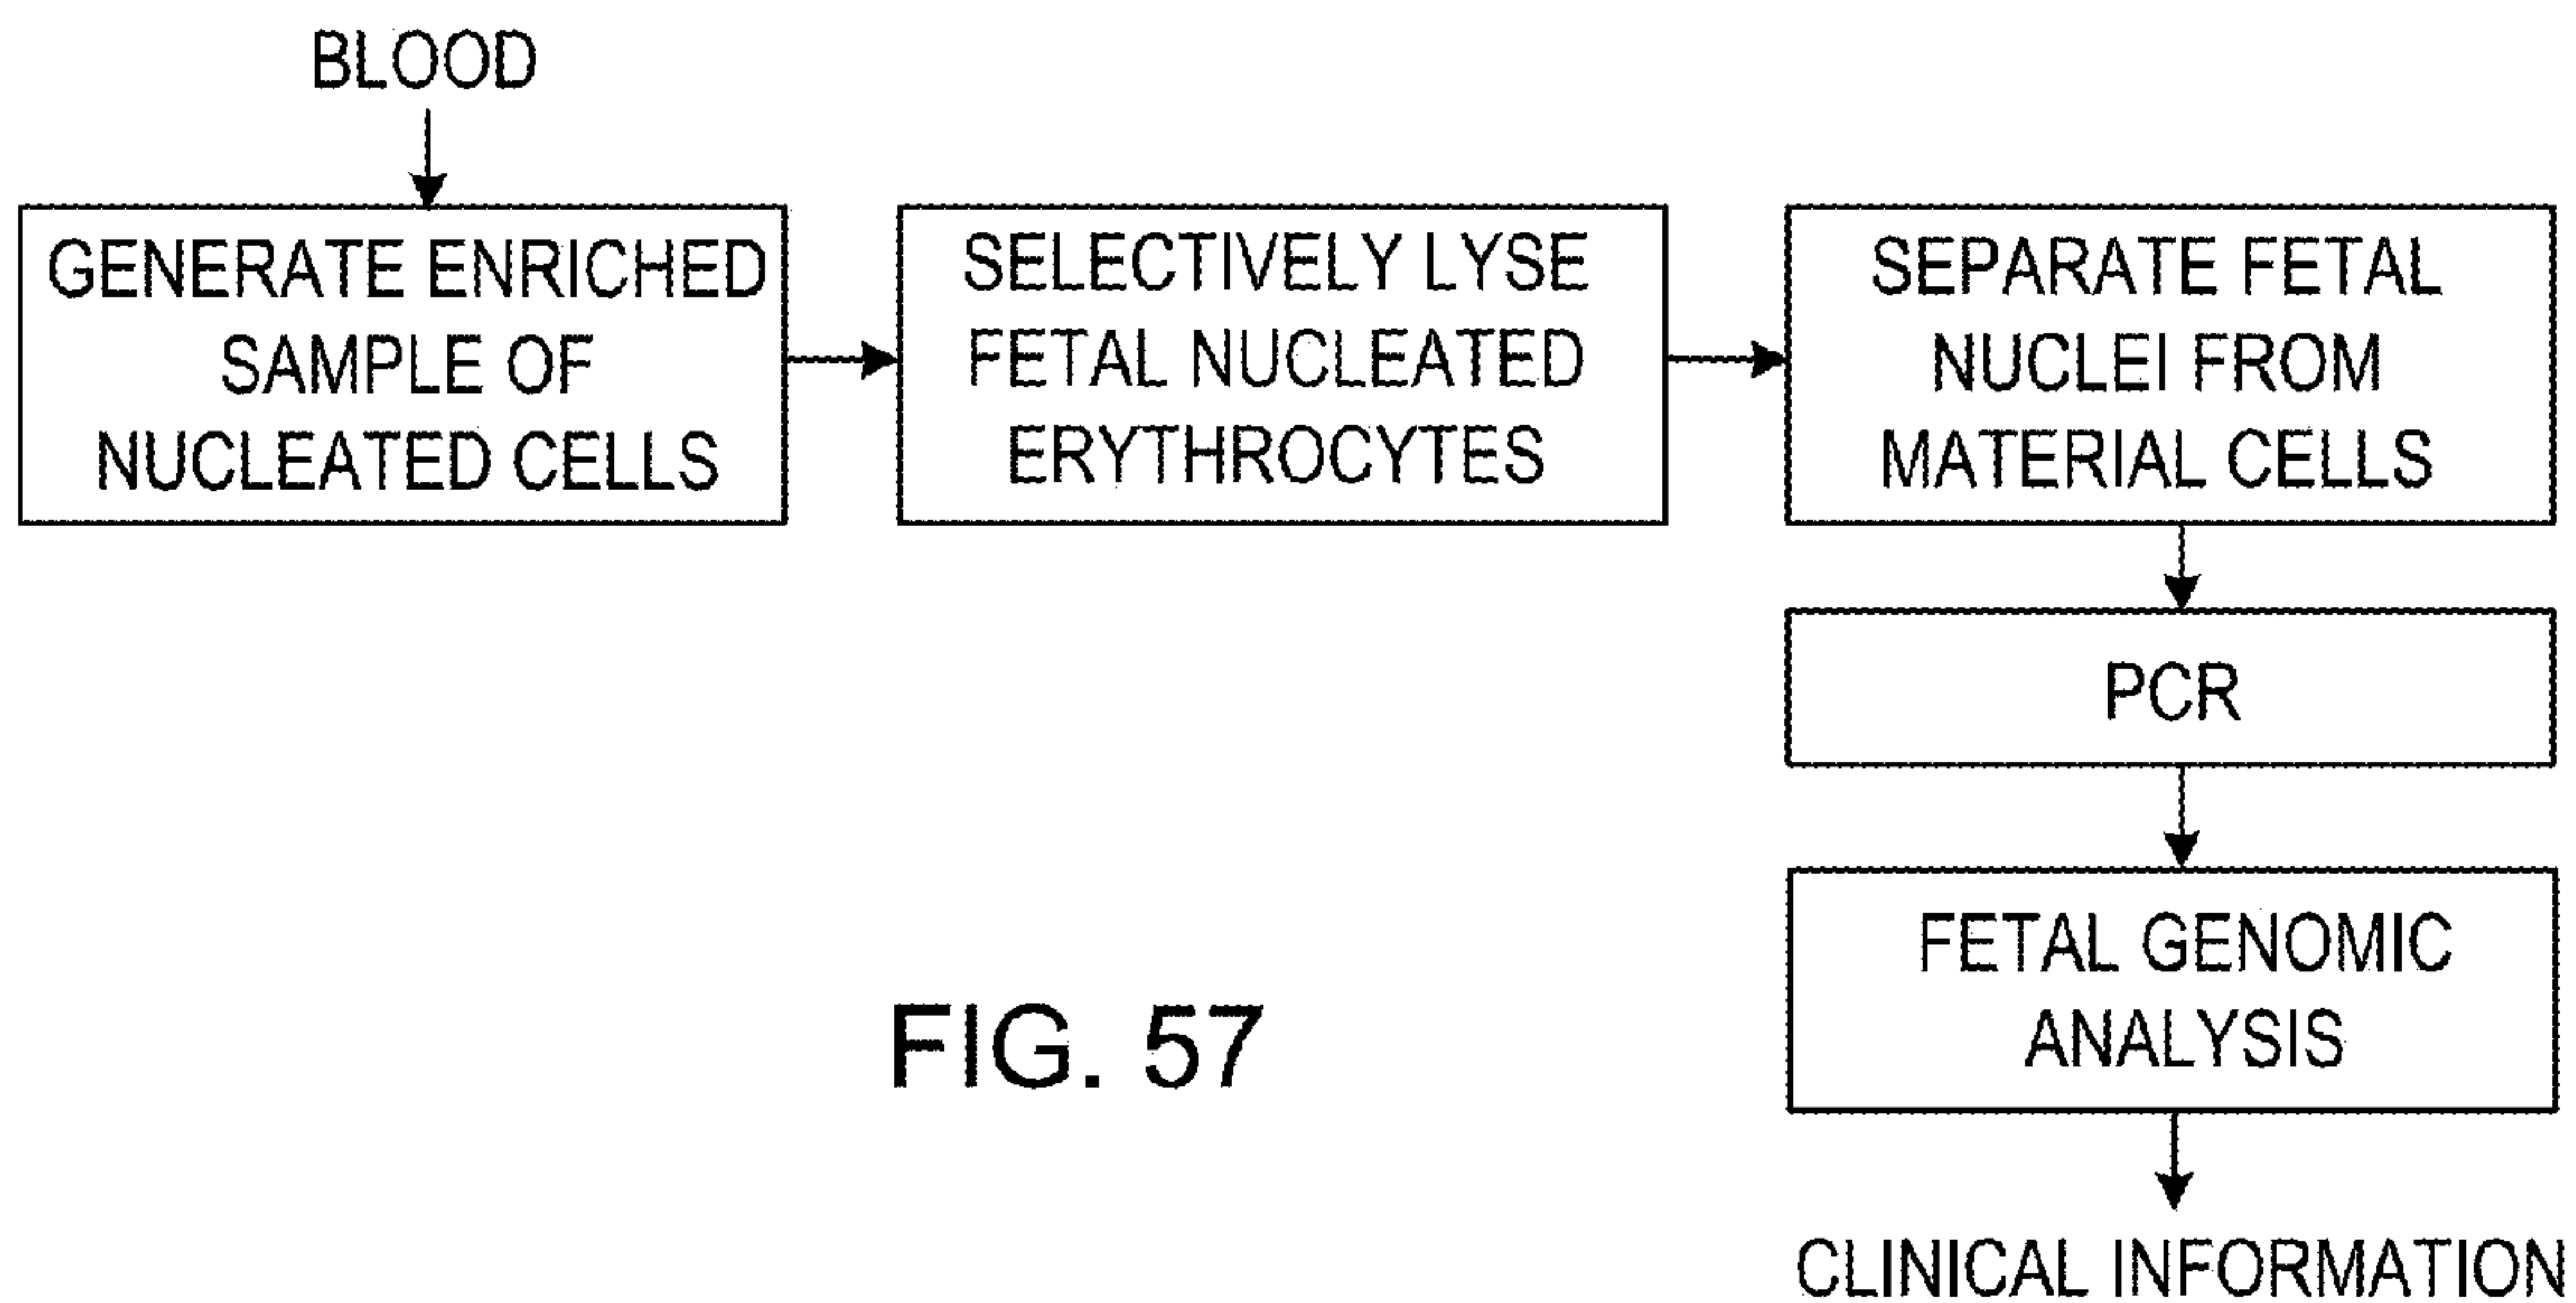 BLOOD
GENERATE ENRICHED
SAMPLE OF
NUCLEATED CELLS
SELECTIVELY LYSE
FETAL NUCLEATED
ERYTHROCYTES
SEPARATE FETAL
NUCLEI FROM
MATERIAL CELLS
PCR
FETAL GENOMIC
ANALYSIS
CLINICAL INFORMATION
FIG. 57